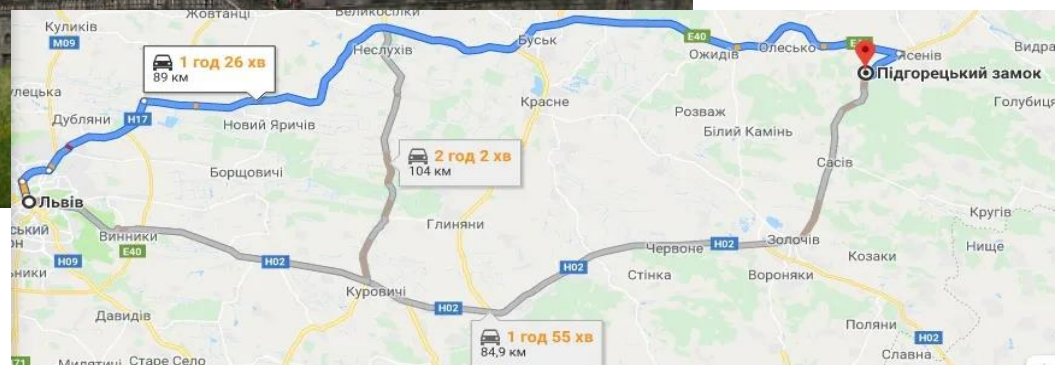 Жовтанці
Великосілки
Куликів
M09
Неслухів
Буськ
E40
Ожидів
Олесько
Ясенів
Підгорецький замок
1 год 26 хв
89 км
Дубляни
H17
Новий Яричів
Красне
Розваж
Білий Камінь
2 год 2 хв
104 км
Борщовичі
Сасів
Львів
Глиняни
Кругів
Винники
E40
H09
H02
H02
Червоне
H02
Золочів
Козаки
Нище
Стінка
Вороняки
Куровичі
H02
Давидів
1 год 55 хв
84,9 км
Поляни
H02
Славна
Старе Село